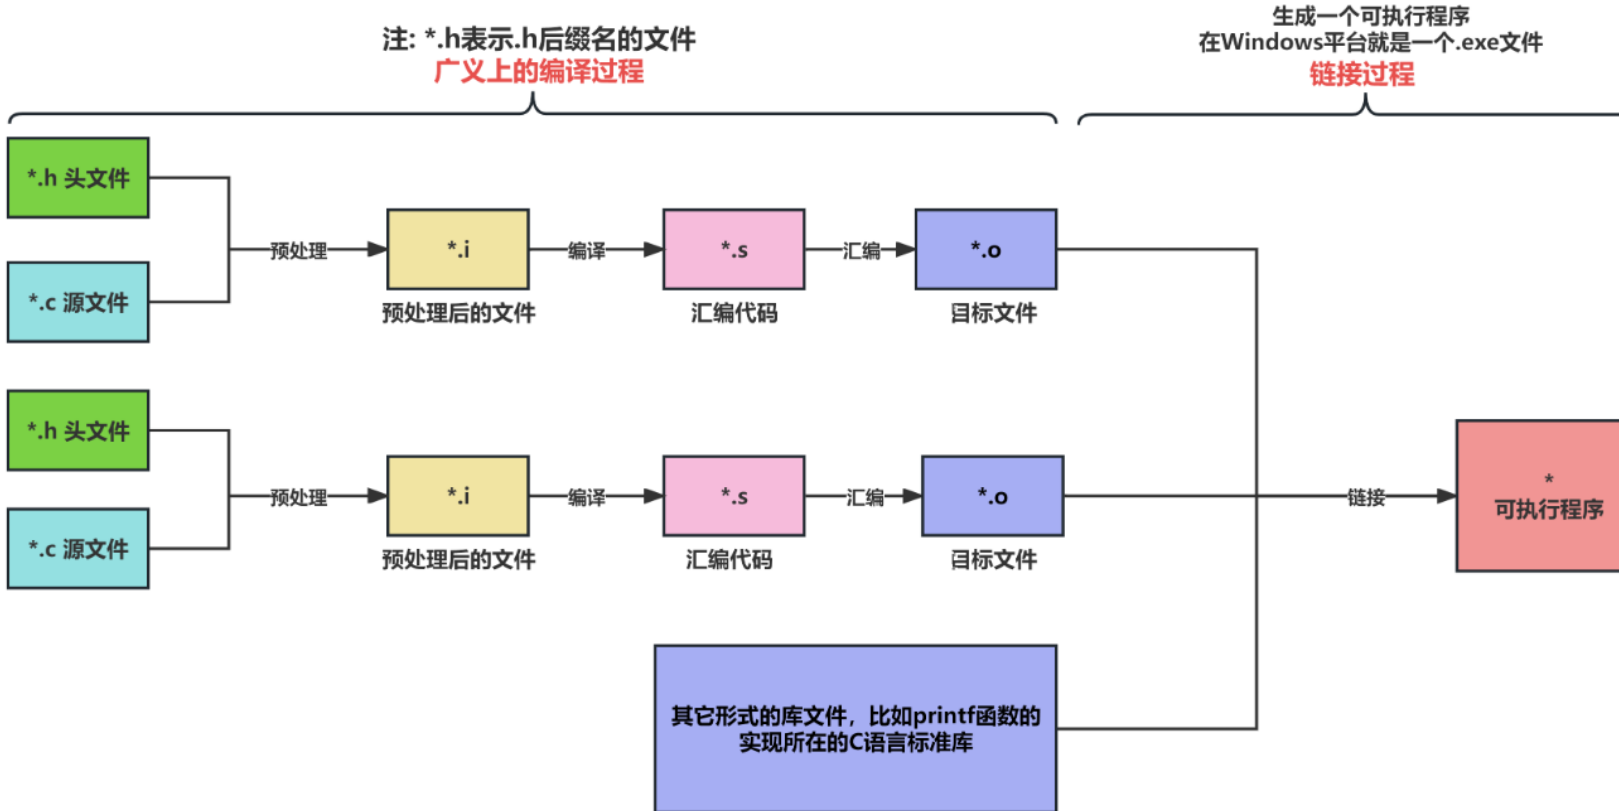 注: *.h表示.h后缀名的文件
广义上的编译过程
生成一个可执行程序
在Windows平台就是一个.exe文件
链接过程
*.h 头文件
*.c 源文件
预处理
*.i
预处理后的文件
编译
*.s
汇编代码
汇编
*.o
目标文件
*.h 头文件
*.c 源文件
预处理
*.i
预处理后的文件
编译
*.s
汇编代码
汇编
*.o
目标文件
链接
*
可执行程序
其它形式的库文件，比如printf函数的
实现所在的C语言标准库